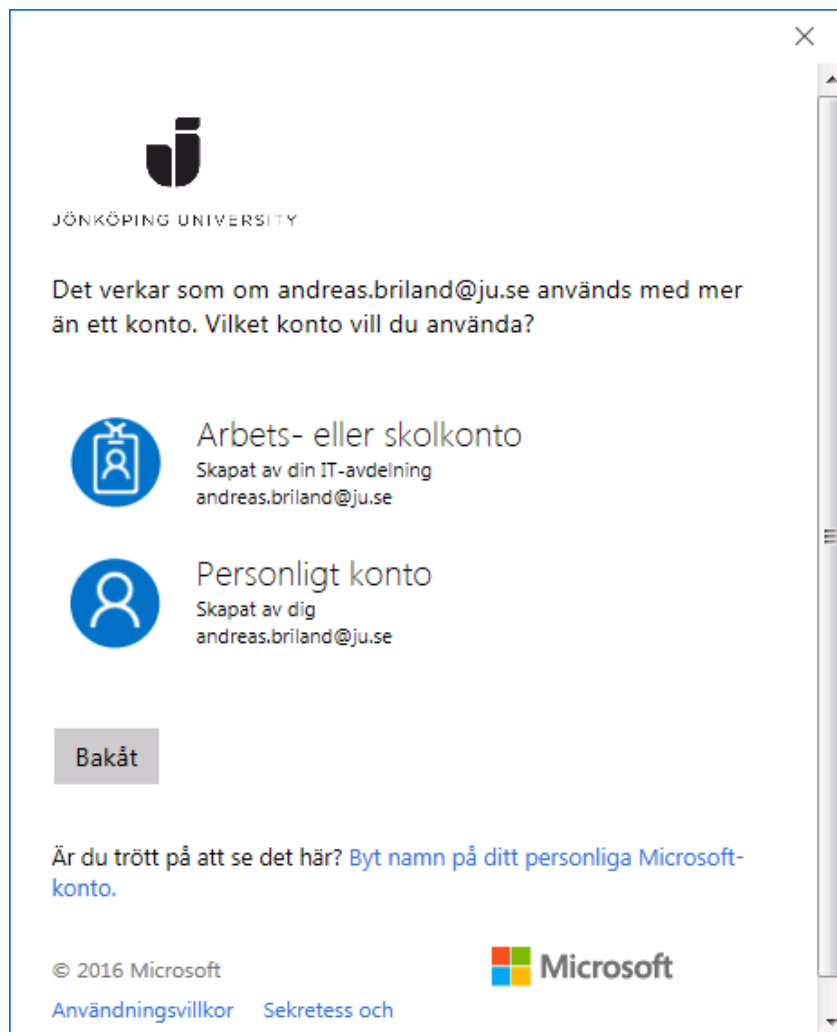 JÖNKÖPING UNIVERSITY
Det verkar som om andreas.briland@ju.se används med mer
än ett konto. Vilket konto vill du använda?
Arbets- eller skolkonto
Skapat av din IT-avdelning
andreas.briland@ju.se
Personligt konto
Skapat av dig
andreas.briland@ju.se
Bakåt
Är du trött på att se det här? Byt namn på ditt personliga Microsoft-
konto.
© 2016 Microsoft
Microsoft
Användningsvillkor Sekretess och